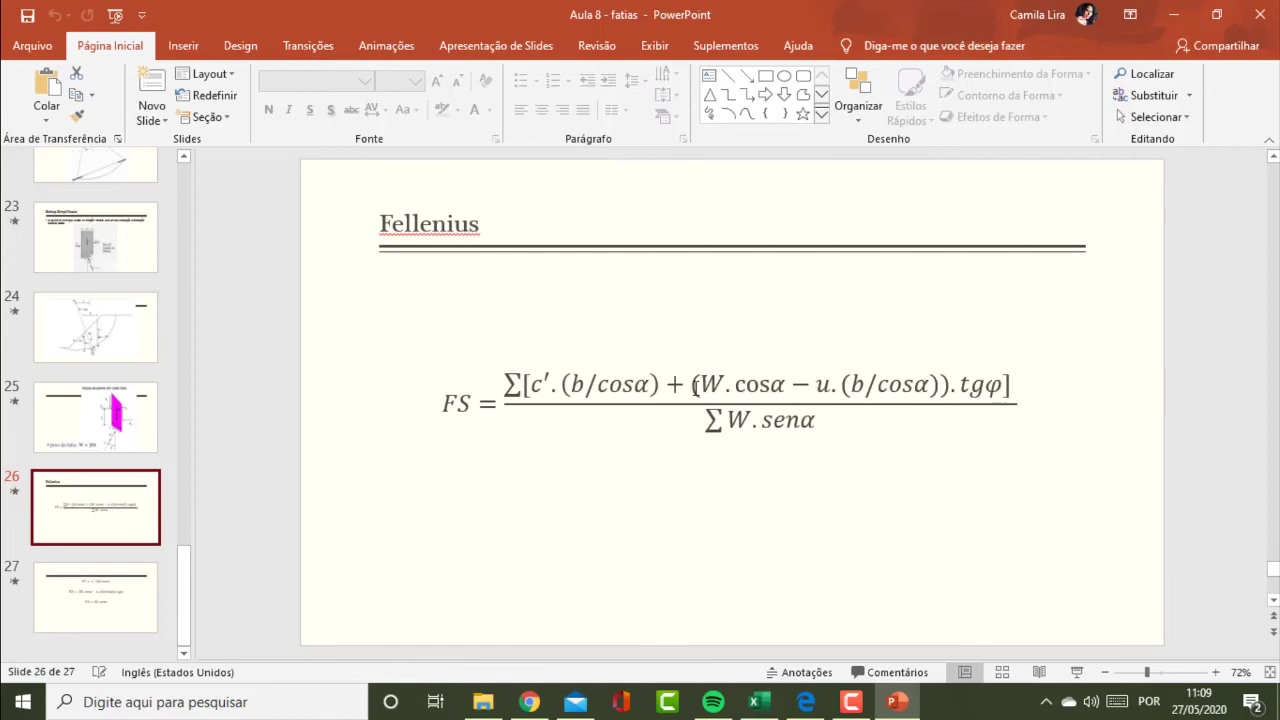 Aula 8 - fatias - PowerPoint
Camila Lira
Arquivo Página Inicial Inserir Design Transições Animações Apresentação de Slides Revisão Exibir Suplementos Ajuda Diga-me o que você deseja fazer Compartilhar
Colar
Novo
Slide
Layout
Redefinir
Seção
N I S S abc AV Aa A
Organizar
Estilos
Rápidos
Preenchimento da Forma
Contorno da Forma
Efeitos de Forma
Localizar
Substituir
Selecionar
Área de Transferência Slides Fonte Parágrafo Desenho Editando
23
24
25
26
27
Fellenius
FS = ∑[c′.(b/cosα) + (W.cosα − u.(b/cosα)).tgφ]
∑ W.senα
Slide 26 de 27 Inglês (Estados Unidos) Anotações Comentários 72%
Digite aqui para pesquisar
POR
11:09
27/05/2020
2